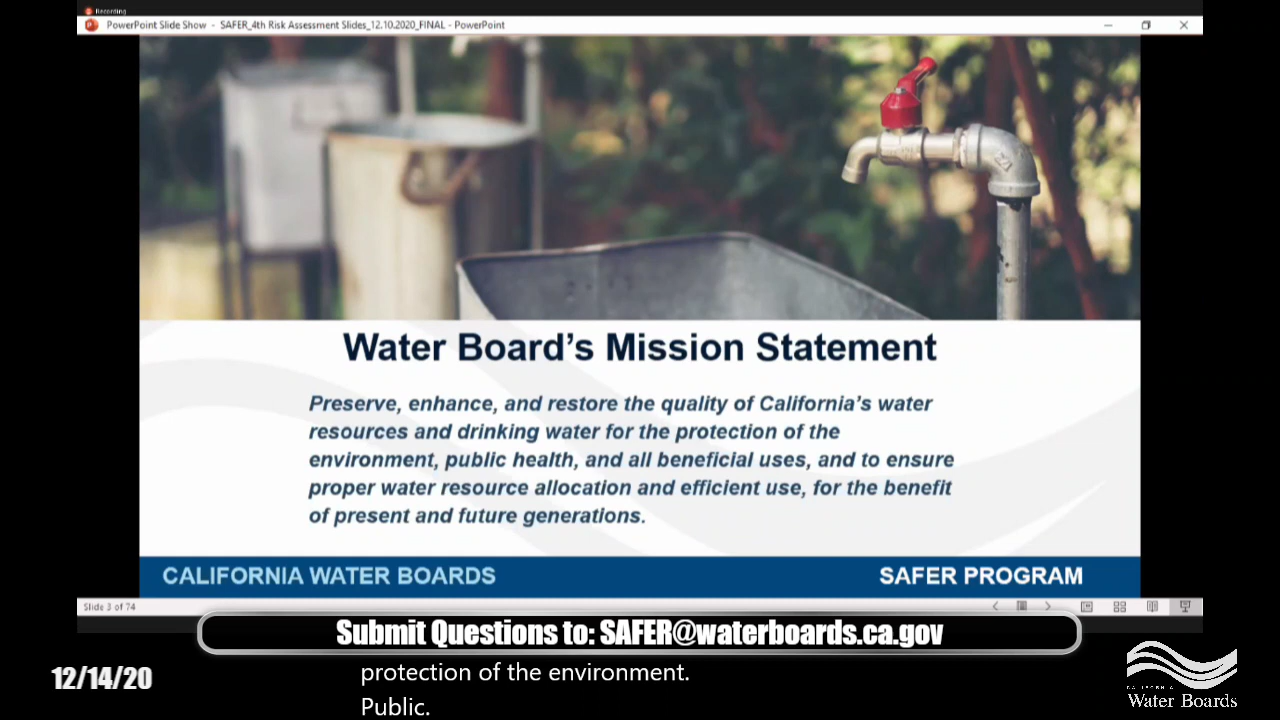 Recording
PowerPoint Slide Show - SAFER_4th Risk Assessment Slides_12.10.2020_FINAL - PowerPoint
Water Board’s Mission Statement
Preserve, enhance, and restore the quality of California’s water
resources and drinking water for the protection of the
environment, public health, and all beneficial uses, and to ensure
proper water resource allocation and efficient use, for the benefit
of present and future generations.
CALIFORNIA WATER BOARDS
SAFER PROGRAM
Slide 3 of 74
Submit Questions to: SAFER@waterboards.ca.gov
protection of the environment.
Public.
12/14/20
CALIFORNIA
Water Boards